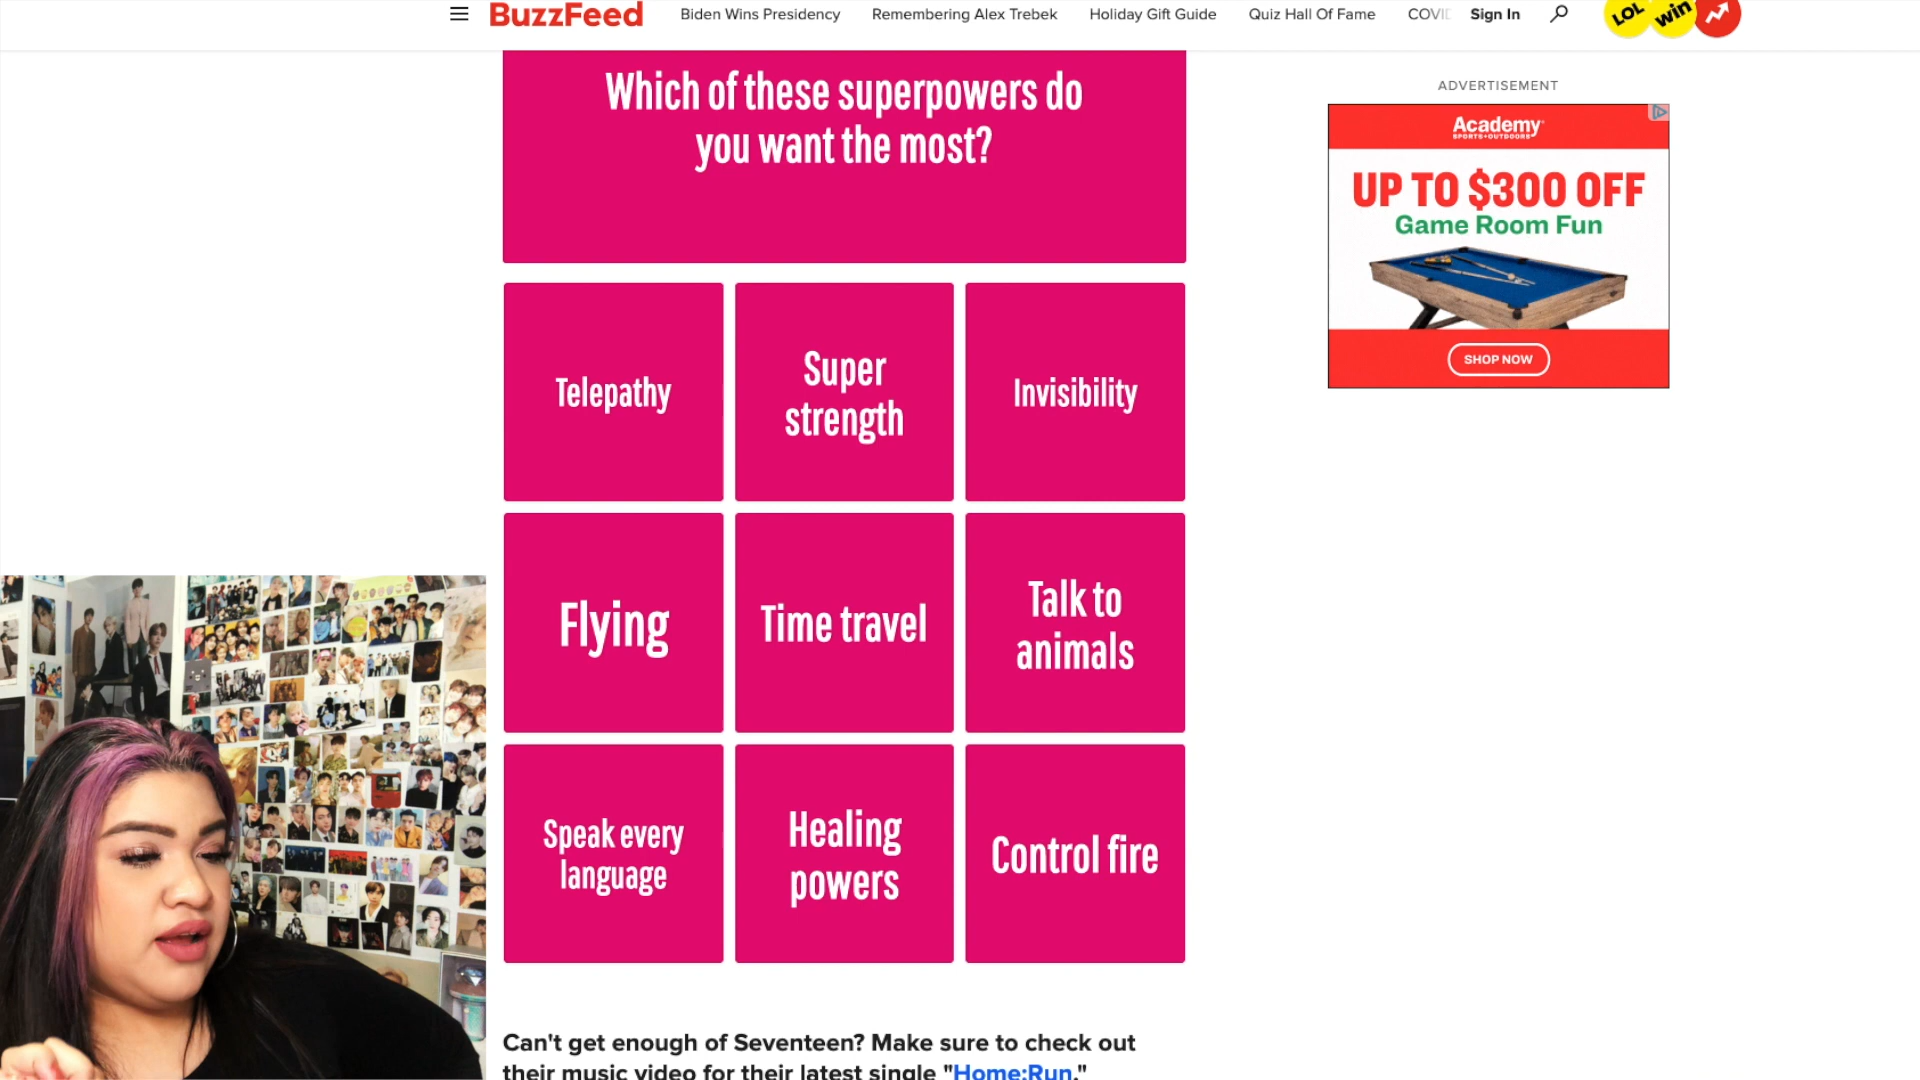 BuzzFeed
Biden Wins Presidency
Remembering Alex Trebek
Holiday Gift Guide
Quiz Hall Of Fame
COVID
Sign In
LOL
win
Which of these superpowers do
you want the most?
ADVERTISEMENT
Academy
SPORTS+OUTDOORS
UP TO $300 OFF
Game Room Fun
SHOP NOW
Telepathy
Super
strength
Invisibility
Flying
Time travel
Talk to
animals
Speak every
language
Healing
powers
Control fire
Can't get enough of Seventeen? Make sure to check out
their music video for their latest single "Home;Run."